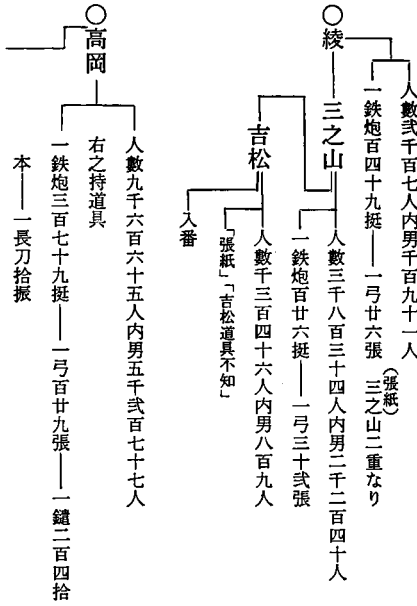 ○綾
人數弐千百七人内男千百九十一人
一鉄炮百四十九挺――一弓廿六張
(張紙)三之山二重なり
三之山
人數三千八百三十四人内男二千二百四十人
一鉄炮百廿六挺――一弓三十弐張
吉松
人數千三百四十六人内男八百九人
「張紙」「吉松道具不知」
入番
○高岡
人數九千六百六十五人内男五千弐百七十七人
右之持道具
一鉄炮三百七十九挺――一弓百廿九張――一鑓二百四拾
本――一長刀拾振